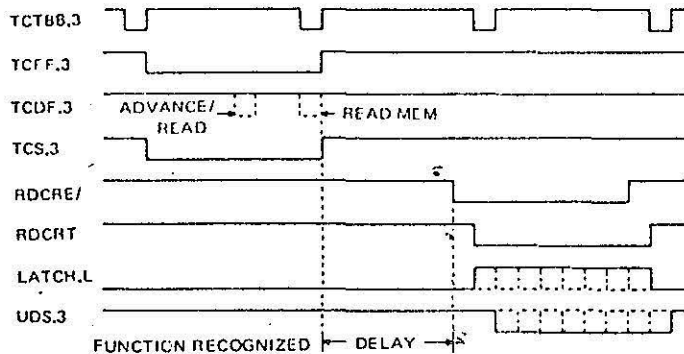 TCTBB.3
TCFF.3
TCDF.3
ADVANCE/
READ
READ MEM
TCS.3
RDCRE/
RDCRT
LATCH.L
UDS.3
FUNCTION RECOGNIZED
DELAY